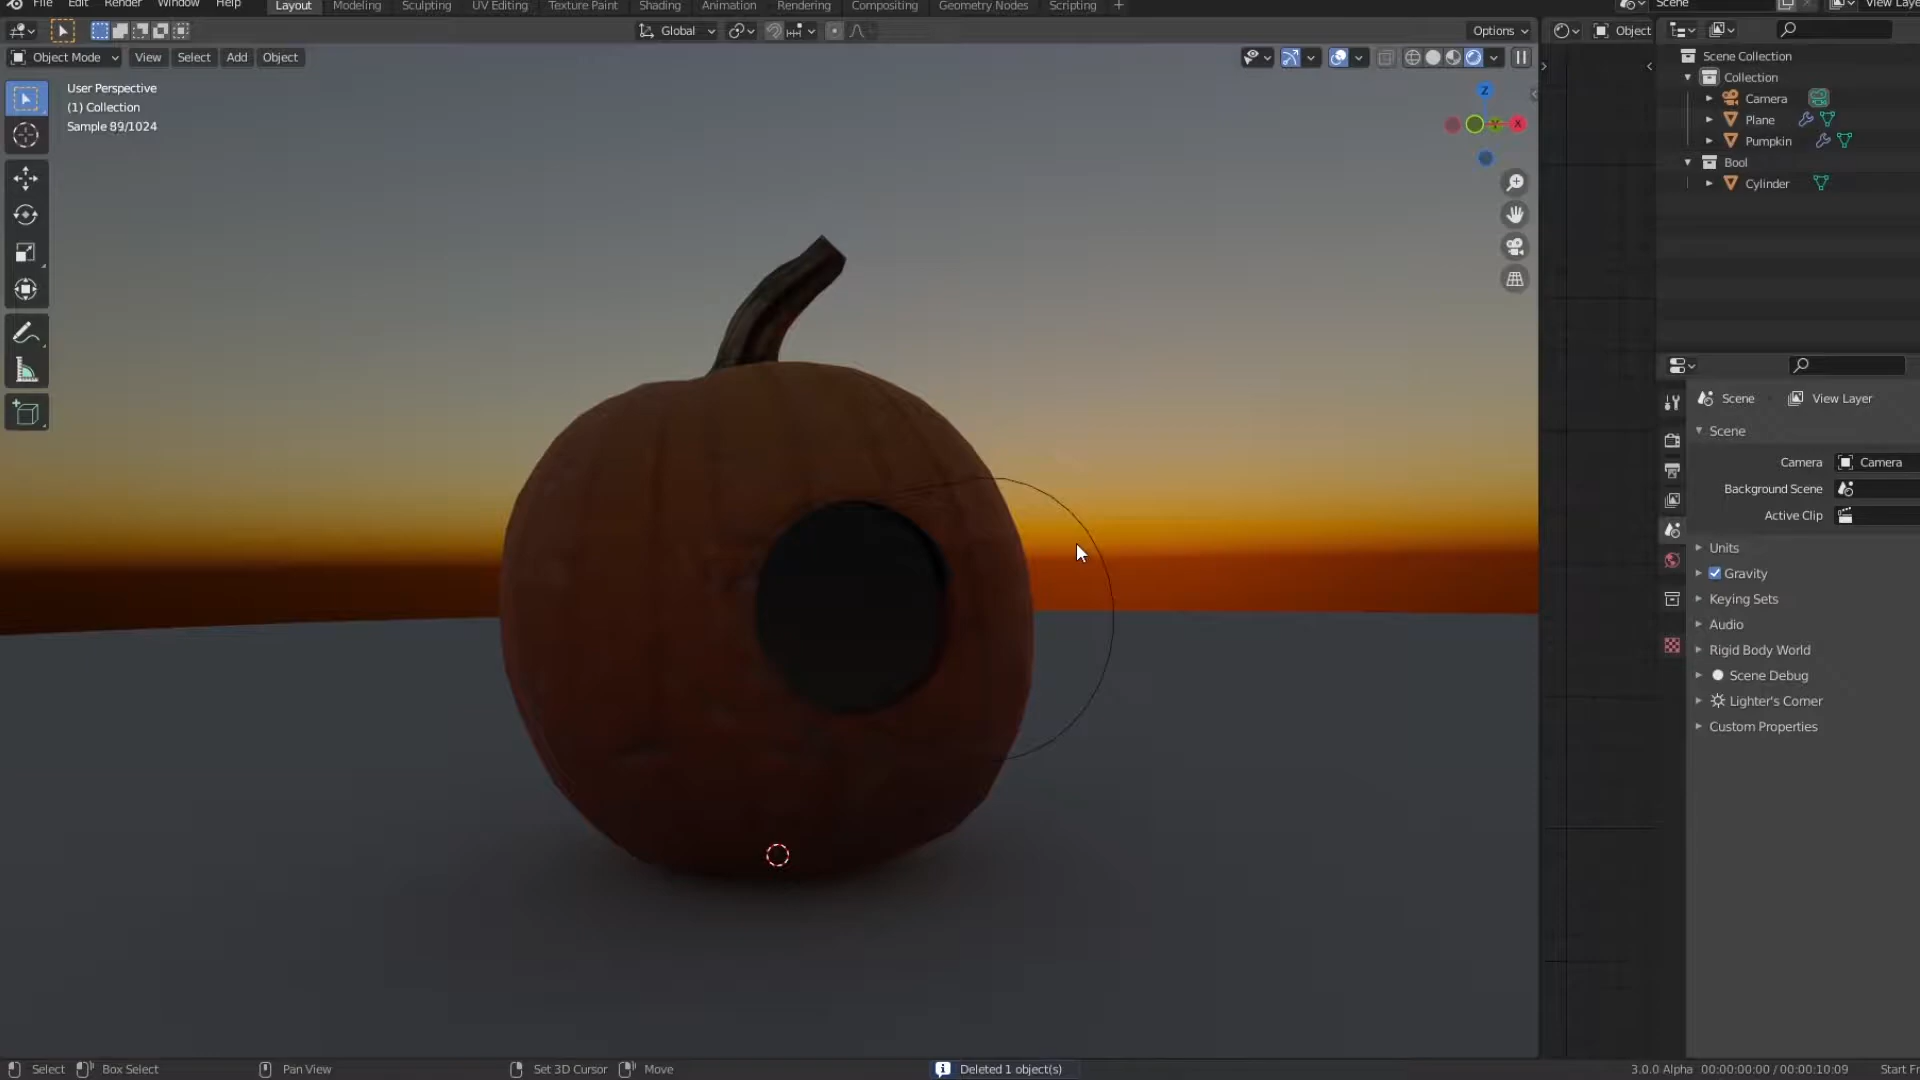 File Edit Render Window Help Layout Modeling Sculpting UV Editing Texture Paint Shading Animation Rendering Compositing Geometry Nodes Scripting + Scene View Laye
Global Options Object
Object Mode View Select Add Object
User Perspective
(1) Collection
Sample 89/1024
Z
X
Scene Collection
Collection
Camera
Plane
Pumpkin
Bool
Cylinder
Scene View Layer
Scene
Camera Camera
Background Scene
Active Clip
Units
Gravity
Keying Sets
Audio
Rigid Body World
Scene Debug
Lighter's Corner
Custom Properties
Select Box Select Pan View Set 3D Cursor Move Deleted 1 object(s) 3.0.0 Alpha 00:00:00:00 / 00:00:10:09 Start Fr